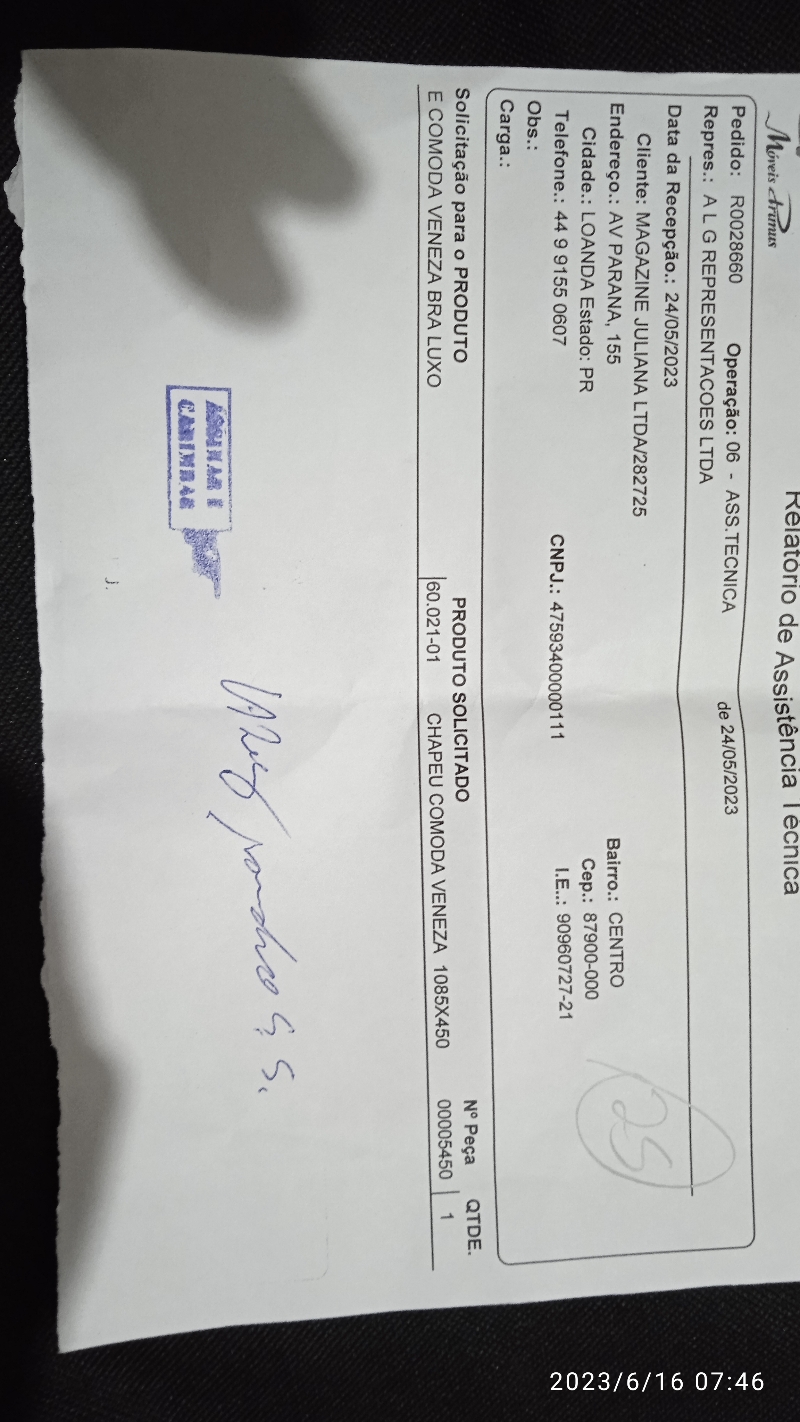 Relatório de Assistência Técnica
Móveis
Pedido: R0028660 Operação: 06 - ASS.TECNICA de 24/05/2023
Repres.: A L G REPRESENTACOES LTDA
Data da Recepção.: 24/05/2023
Cliente: MAGAZINE JULIANA LTDA/282725
Endereço.: AV PARANA, 155 Bairro.: CENTRO
Cidade.: LOANDA Estado: PR Cep.: 87900-000
Telefone.: 44 9 9155 0607 CNPJ.: 47593400000111 I.E..: 90960727-21
Obs.:
Carga.:
25
Solicitação para o PRODUTO PRODUTO SOLICITADO Nº Peça QTDE.
E COMODA VENEZA BRA LUXO 60.021-01 CHAPEU COMODA VENEZA 1085X450 00005450 1
ASSINAR E
CARIMBAR
2023/6/16 07:46